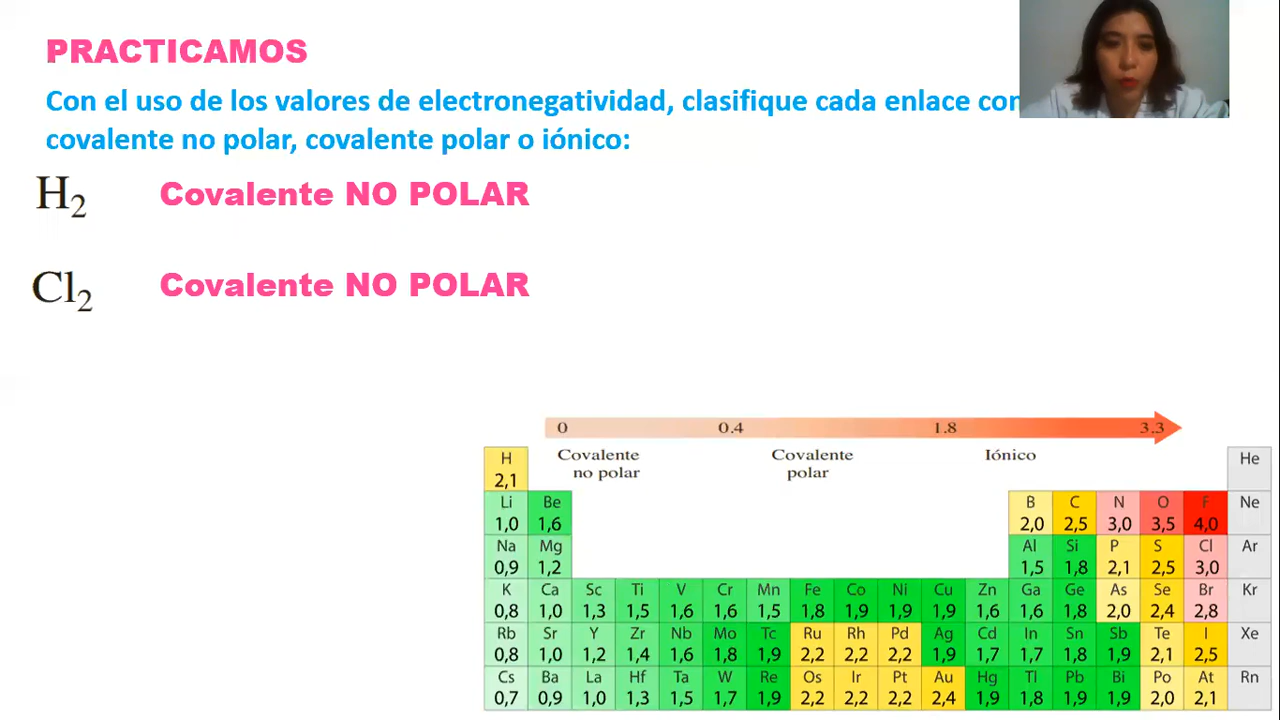 PRACTICAMOS
Con el uso de los valores de electronegatividad, clasifique cada enlace
covalente no polar, covalente polar o iónico:
H2 Covalente NO POLAR
Cl2 Covalente NO POLAR
0 0.4 1.8 3.3
Covalente no polar Covalente polar Iónico
H He
2,1
Li Be B C N O F Ne
1,0 1,6 2,0 2,5 3,0 3,5 4,0
Na Mg Al Si P S Cl Ar
0,9 1,2 1,5 1,8 2,1 2,5 3,0
K Ca Sc Ti V Cr Mn Fe Co Ni Cu Zn Ga Ge As Se Br Kr
0,8 1,0 1,3 1,5 1,6 1,6 1,5 1,8 1,9 1,9 1,9 1,6 1,6 1,8 2,0 2,4 2,8
Rb Sr Y Zr Nb Mo Tc Ru Rh Pd Ag Cd In Sn Sb Te I Xe
0,8 1,0 1,2 1,4 1,6 1,8 1,9 2,2 2,2 2,2 1,9 1,7 1,7 1,8 1,9 2,1 2,5
Cs Ba La Hf Ta W Re Os Ir Pt Au Hg Tl Pb Bi Po At Rn
0,7 0,9 1,0 1,3 1,5 1,7 1,9 2,2 2,2 2,2 2,4 1,9 1,8 1,9 1,9 2,0 2,1